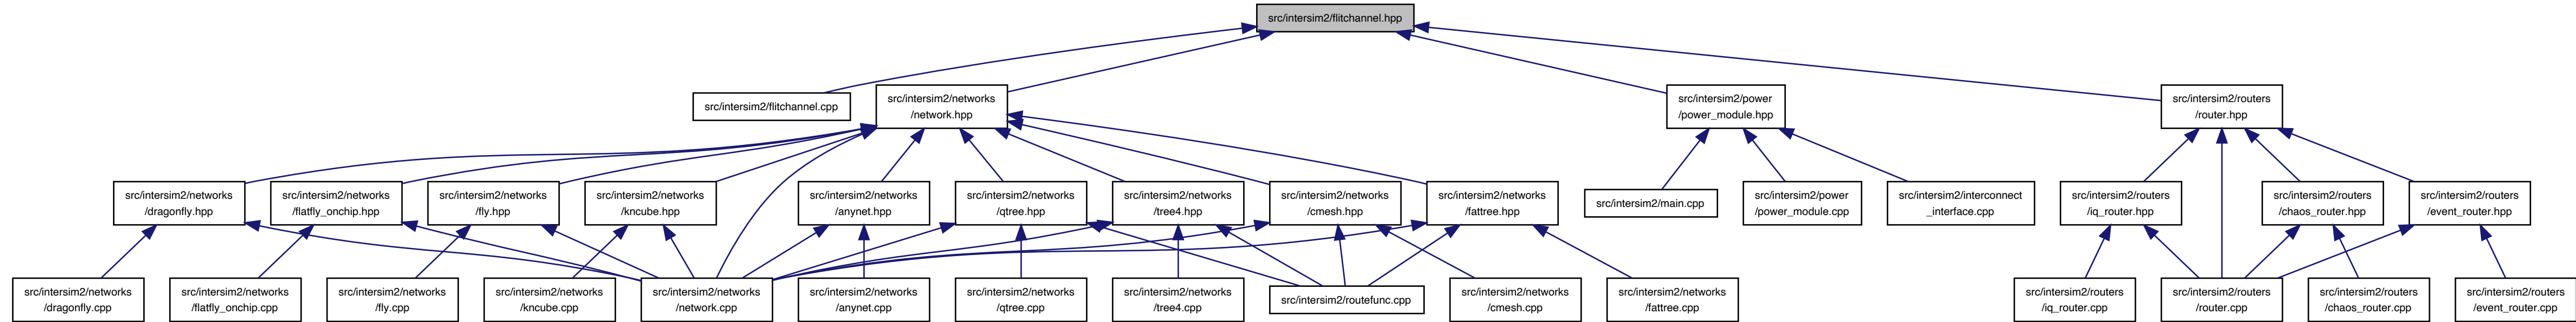 src/intersim2/flitchannel.hpp
src/intersim2/flitchannel.cpp
src/intersim2/networks
/network.hpp
src/intersim2/power
/power_module.hpp
src/intersim2/routers
/router.hpp
src/intersim2/networks
/dragonfly.hpp
src/intersim2/networks
/flatfly_onchip.hpp
src/intersim2/networks
/fly.hpp
src/intersim2/networks
/kncube.hpp
src/intersim2/networks
/anynet.hpp
src/intersim2/networks
/qtree.hpp
src/intersim2/networks
/tree4.hpp
src/intersim2/networks
/cmesh.hpp
src/intersim2/networks
/fattree.hpp
src/intersim2/main.cpp
src/intersim2/power
/power_module.cpp
src/intersim2/interconnect
_interface.cpp
src/intersim2/routers
/iq_router.hpp
src/intersim2/routers
/chaos_router.hpp
src/intersim2/routers
/event_router.hpp
src/intersim2/networks
/dragonfly.cpp
src/intersim2/networks
/flatfly_onchip.cpp
src/intersim2/networks
/fly.cpp
src/intersim2/networks
/kncube.cpp
src/intersim2/networks
/network.cpp
src/intersim2/networks
/anynet.cpp
src/intersim2/networks
/qtree.cpp
src/intersim2/networks
/tree4.cpp
src/intersim2/routefunc.cpp
src/intersim2/networks
/cmesh.cpp
src/intersim2/networks
/fattree.cpp
src/intersim2/routers
/iq_router.cpp
src/intersim2/routers
/router.cpp
src/intersim2/routers
/chaos_router.cpp
src/intersim2/routers
/event_router.cpp